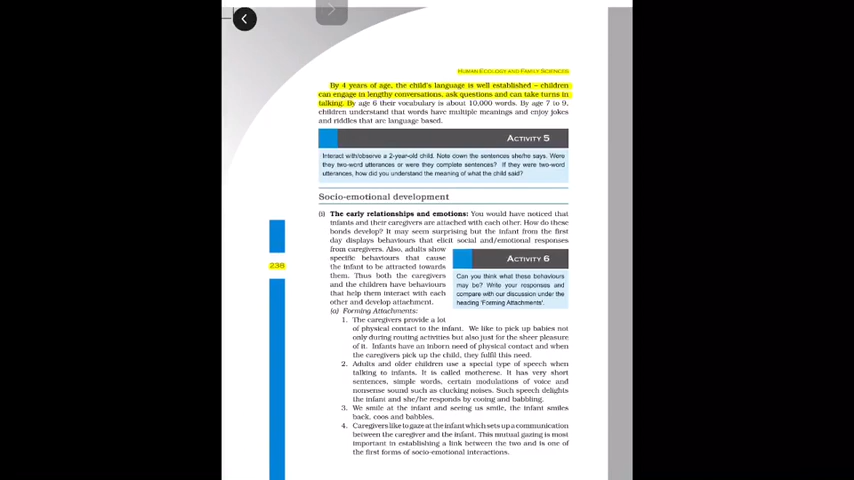 HUMAN ECOLOGY AND FAMILY SCIENCES
By 4 years of age, the child's language is well established – children
can engage in lengthy conversations, ask questions and can take turns in
talking. By age 6 their vocabulary is about 10,000 words. By age 7 to 9,
children understand that words have multiple meanings and enjoy jokes
and riddles that are language based.
ACTIVITY 5
Interact with/observe a 2-year-old child. Note down the sentences she/he says. Were
they two-word utterances or were they complete sentences? If they were two-word
utterances, how did you understand the meaning of what the child said?
Socio-emotional development
(i) The early relationships and emotions: You would have noticed that
infants and their caregivers are attached with each other. How do these
bonds develop? It may seem surprising but the infant from the first
day displays behaviours that elicit social and/emotional responses
from caregivers. Also, adults show
specific behaviours that cause
the infant to be attracted towards
them. Thus both the caregivers
and the children have behaviours
that help them interact with each
other and develop attachment.
ACTIVITY 6
Can you think what these behaviours
may be? Write your responses and
compare with our discussion under the
heading 'Forming Attachments'.
238
(a) Forming Attachments:
1. The caregivers provide a lot
of physical contact to the infant. We like to pick up babies not
only during routing activities but also just for the sheer pleasure
of it. Infants have an inborn need of physical contact and when
the caregivers pick up the child, they fulfil this need.
2. Adults and older children use a special type of speech when
talking to infants. It is called motherese. It has very short
sentences, simple words, certain modulations of voice and
nonsense sound such as clucking noises. Such speech delights
the infant and she/he responds by cooing and babbling.
3. We smile at the infant and seeing us smile, the infant smiles
back, coos and babbles.
4. Caregivers like to gaze at the infant which sets up a communication
between the caregiver and the infant. This mutual gazing is most
important in establishing a link between the two and is one of
the first forms of socio-emotional interactions.